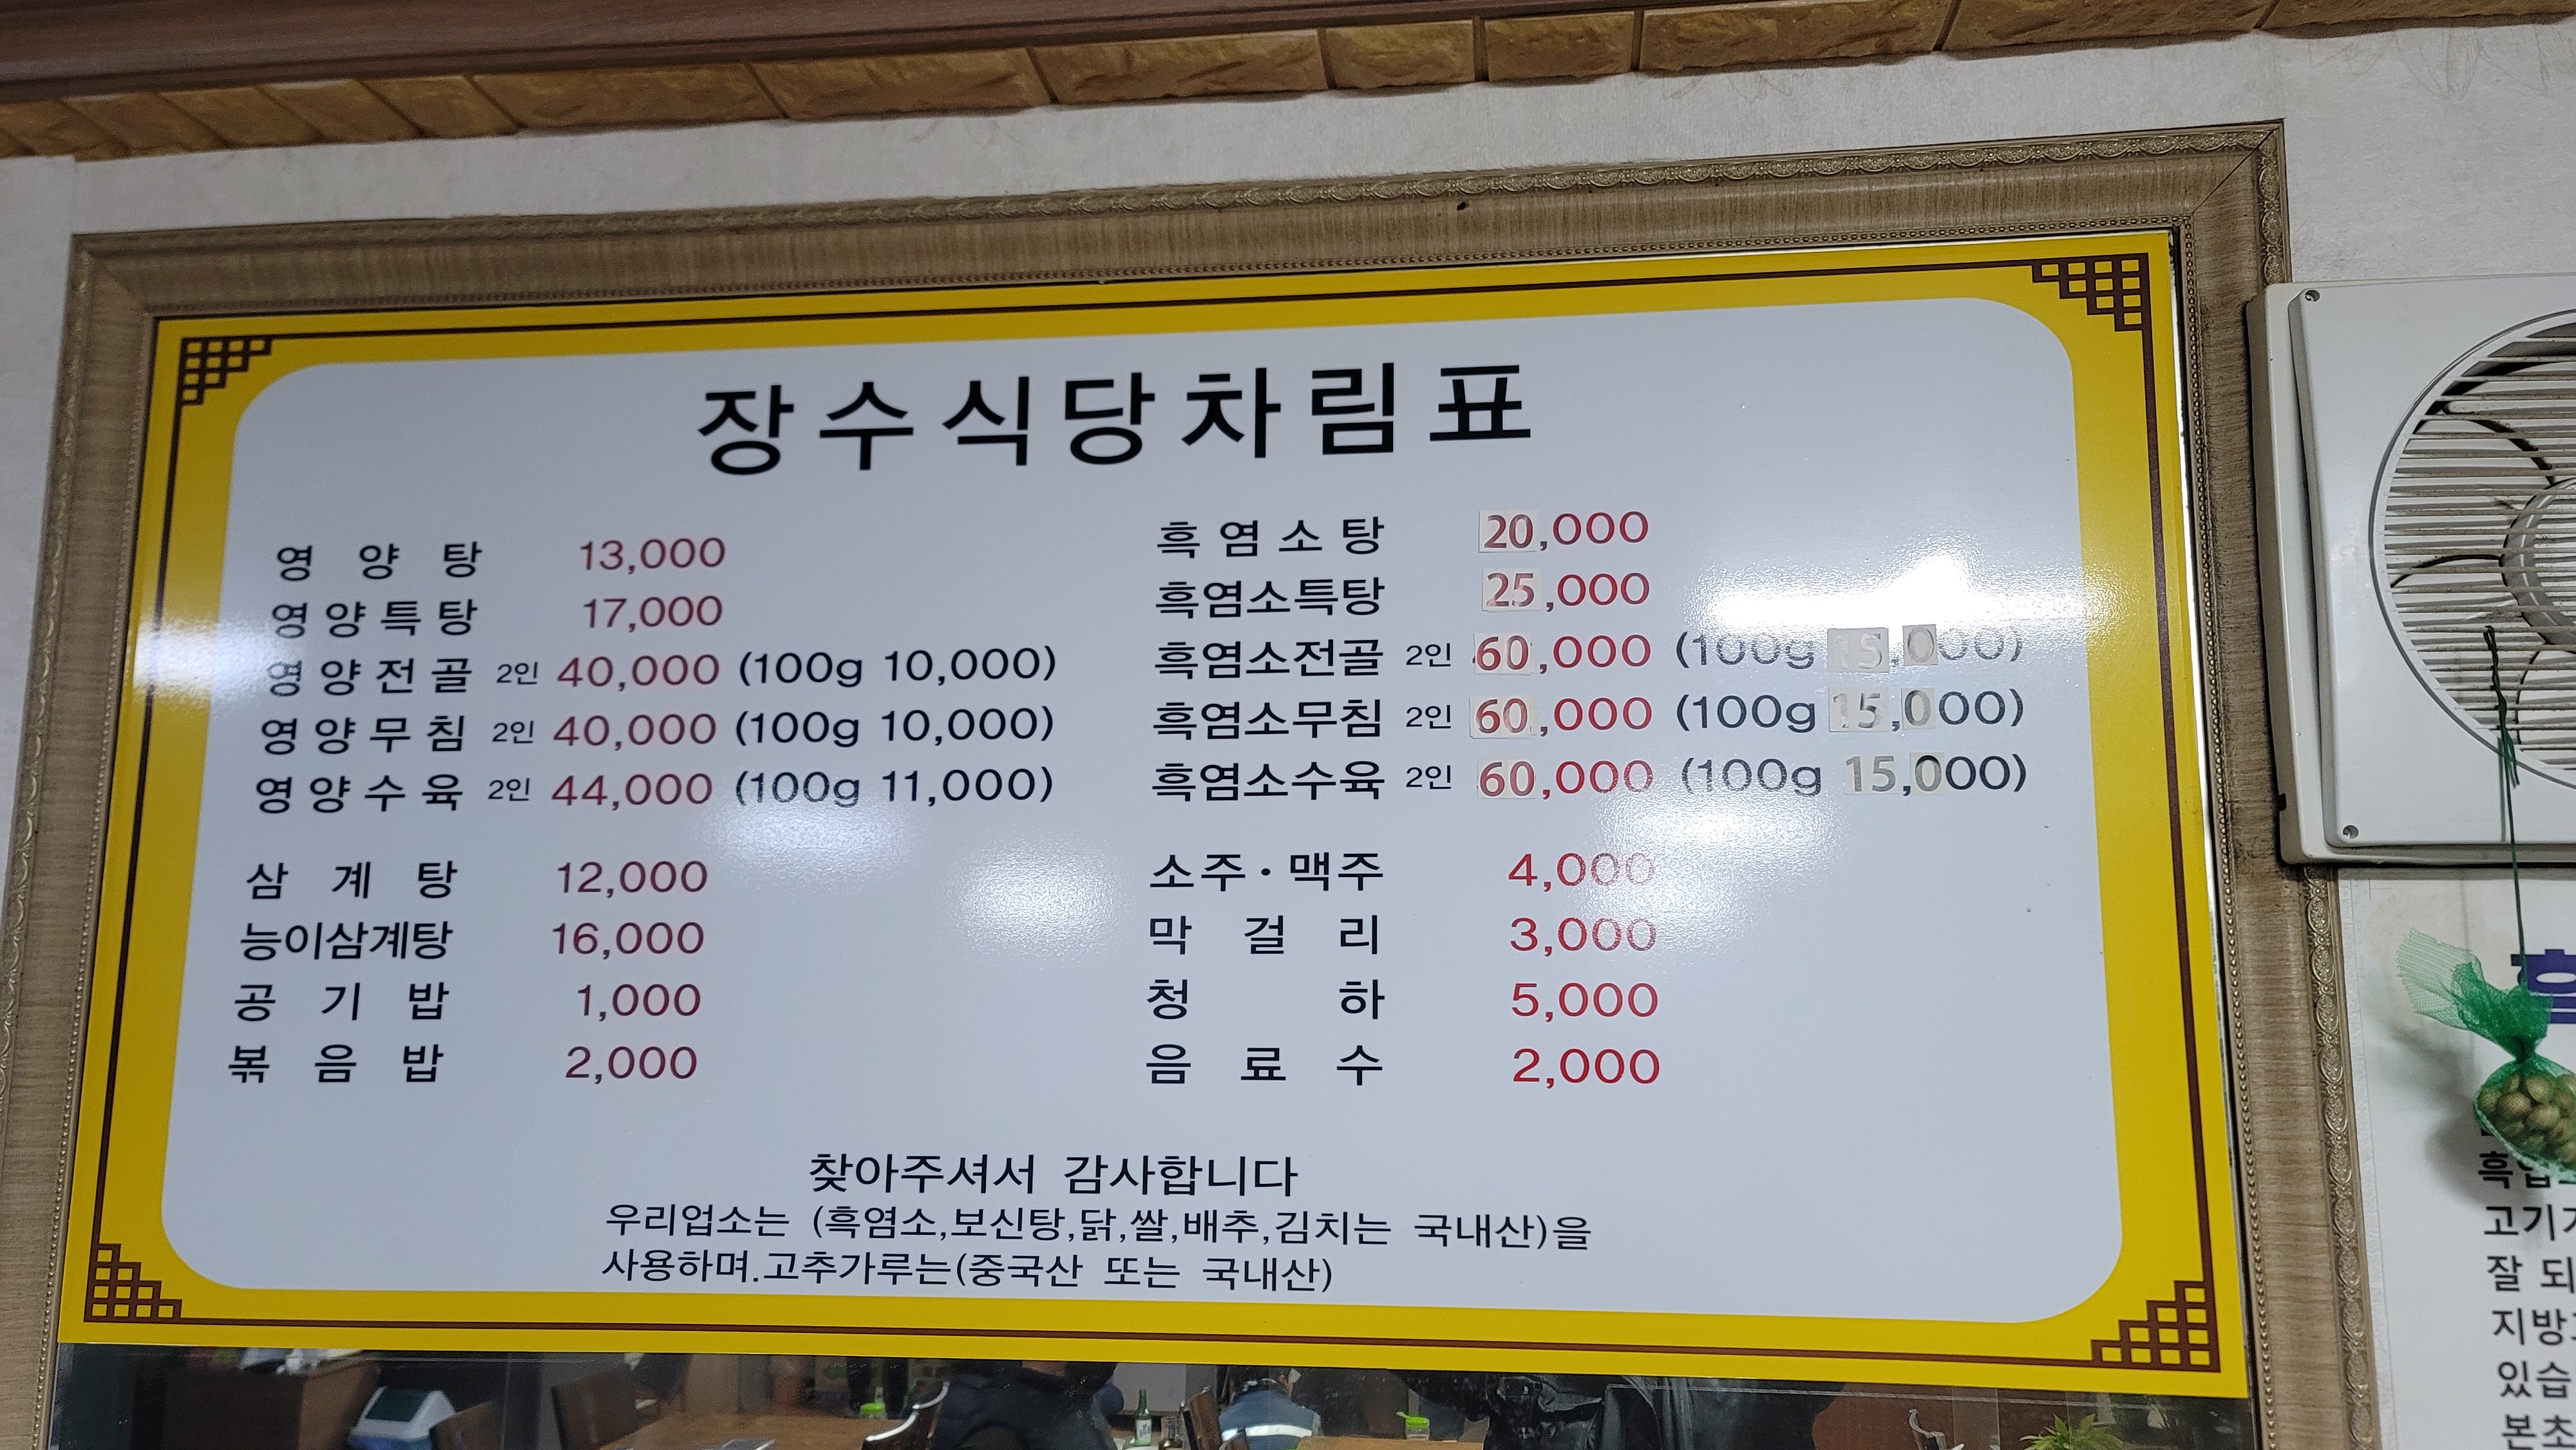 장수식당차림표
영양탕 13,000
영양특탕 17,000
영양전골 2인 40,000 (100g 10,000)
영양무침 2인 40,000 (100g 10,000)
영양수육 2인 44,000 (100g 11,000)
삼계탕 12,000
능이삼계탕 16,000
공기밥 1,000
볶음밥 2,000
흑염소탕 20,000
흑염소특탕 25,000
흑염소전골 2인 60,000 (100g 15,000)
흑염소무침 2인 60,000 (100g 15,000)
흑염소수육 2인 60,000 (100g 15,000)
소주·맥주 4,000
막걸리 3,000
청하 5,000
음료수 2,000
찾아주셔서 감사합니다
우리업소는 (흑염소,보신탕,닭,쌀,배추,김치는 국내산)을
사용하며.고추가루는(중국산 또는 국내산)
잘 되
지방
있습
본초